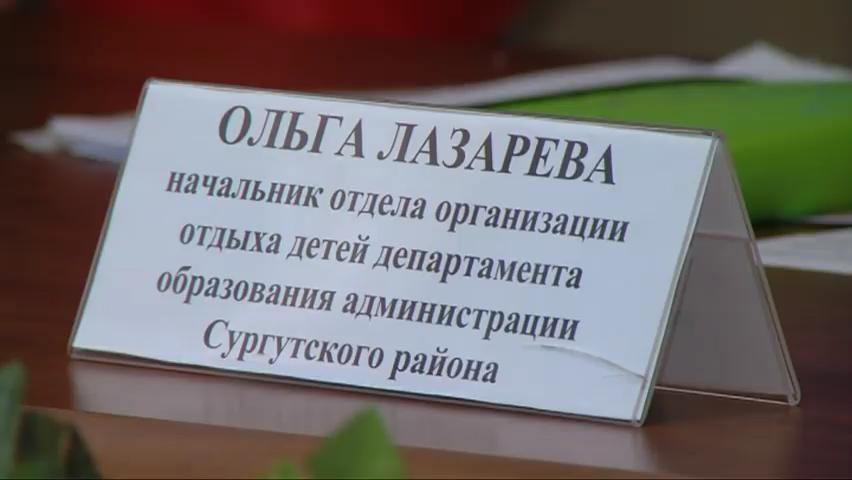 ОЛЬГА ЛАЗАРЕВА
начальник отдела организации
отдыха детей департамента
образования администрации
Сургутского района